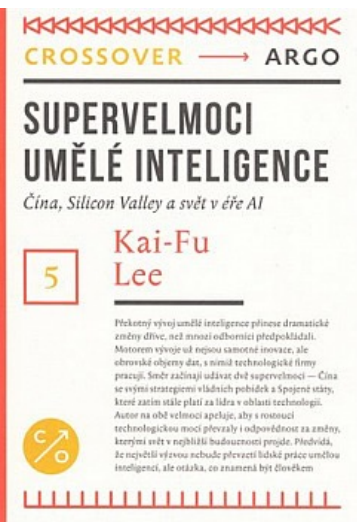 CROSSOVER → ARGO
SUPERVELMOCI
UMĚLÉ INTELIGENCE
Čína, Silicon Valley a svět v éře AI
Kai-Fu
Lee
5
Překotný vývoj umělé inteligence přinese dramatické
změny dříve, než mnozí odborníci předpokládali.
Motorem vývoje už nejsou samotné inovace, ale
obrovské objemy dat, s nimiž technologické firmy
pracují. Směr začínají udávat dvě supervelmoci — Čína
se svými strategiemi vládních pobídek a Spojené státy,
které zatím stále platí za lídra v oblasti technologií.
Autor na obě velmoci apeluje, aby s rostoucí
technologickou mocí převzaly i odpovědnost za změny,
kterými svět v nejbližší budoucnosti projde. Předvídá,
že největší výzvou nebude převzetí lidské práce umělou
inteligencí, ale otázka, co znamená být člověkem
C/O